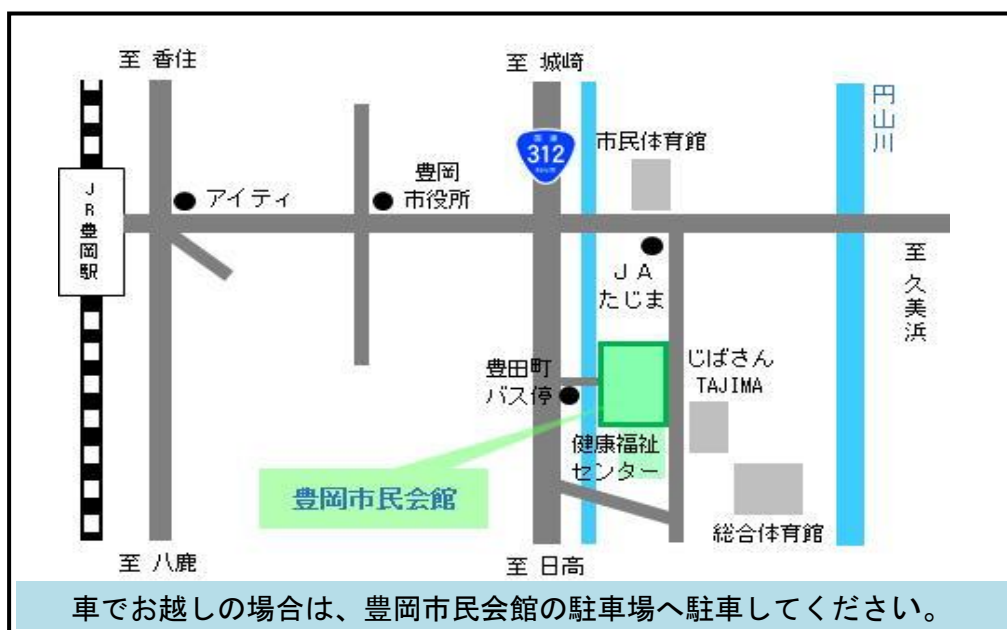 至 香住
至 城崎
円山川
312
市民体育館
豊岡
市役所
アイティ
ＪＲ豊岡駅
至 久美浜
ＪＡ
たじま
じばさん
TAJIMA
豊田町
バス停
健康福祉
センター
豊岡市民会館
総合体育館
至 八鹿
至 日高
車でお越しの場合は、豊岡市民会館の駐車場へ駐車してください。